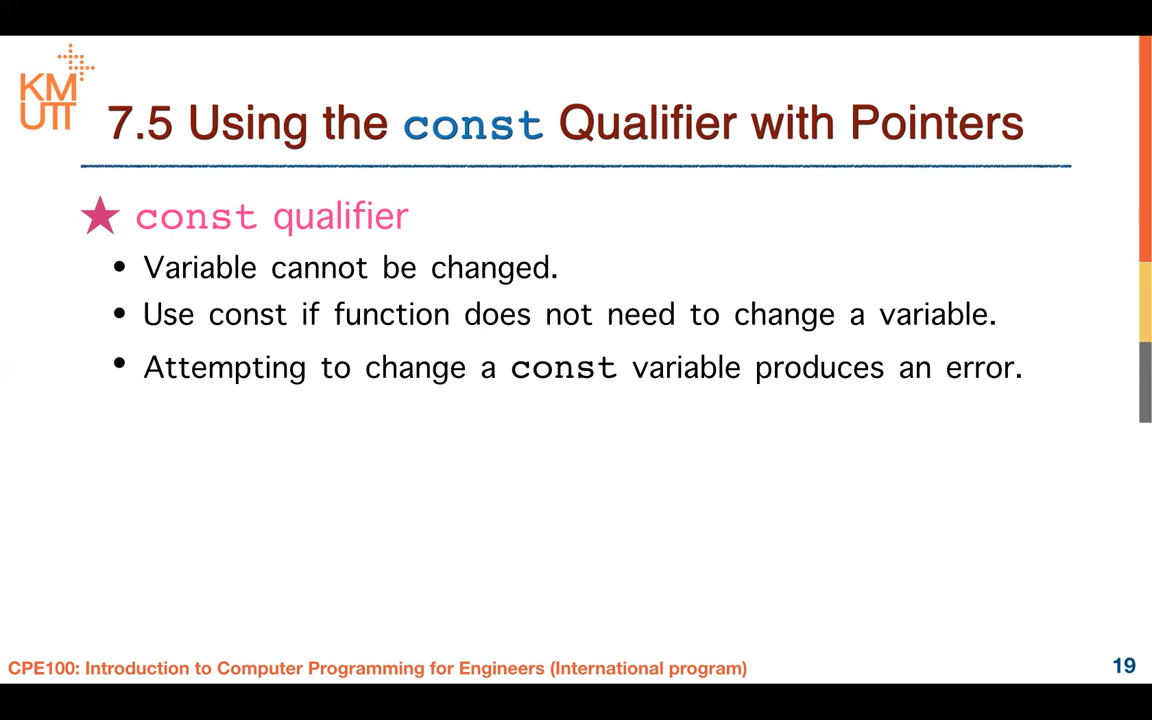 KM
UTT
7.5 Using the const Qualifier with Pointers
const qualifier
• Variable cannot be changed.
• Use const if function does not need to change a variable.
• Attempting to change a const variable produces an error.
CPE100: Introduction to Computer Programming for Engineers (International program)
19